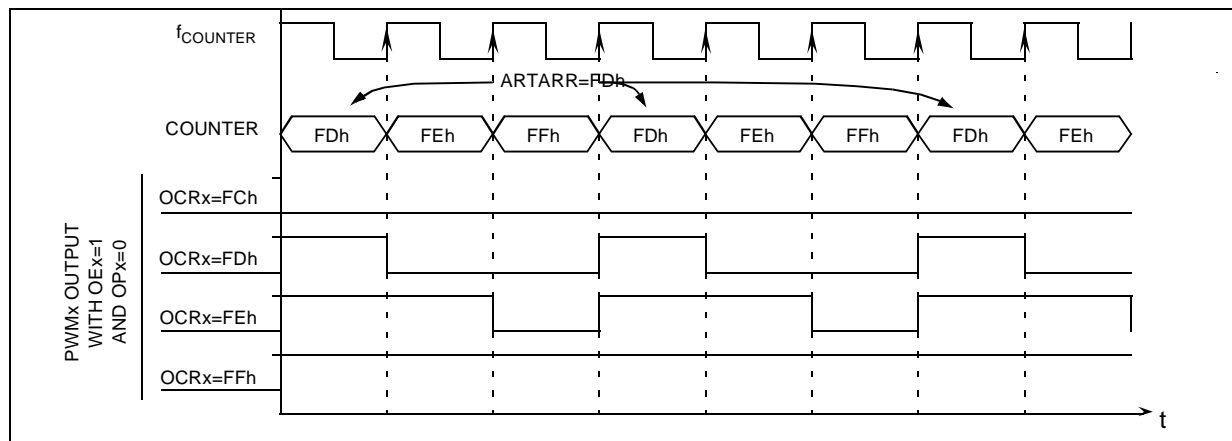 fCOUNTER
ARTARR=FDh
COUNTER
FDh FEh FFh FDh FEh FFh FDh FEh
PWMx OUTPUT
WITH OEx=1
AND OPx=0
OCRx=FCh
OCRx=FDh
OCRx=FEh
OCRx=FFh
t